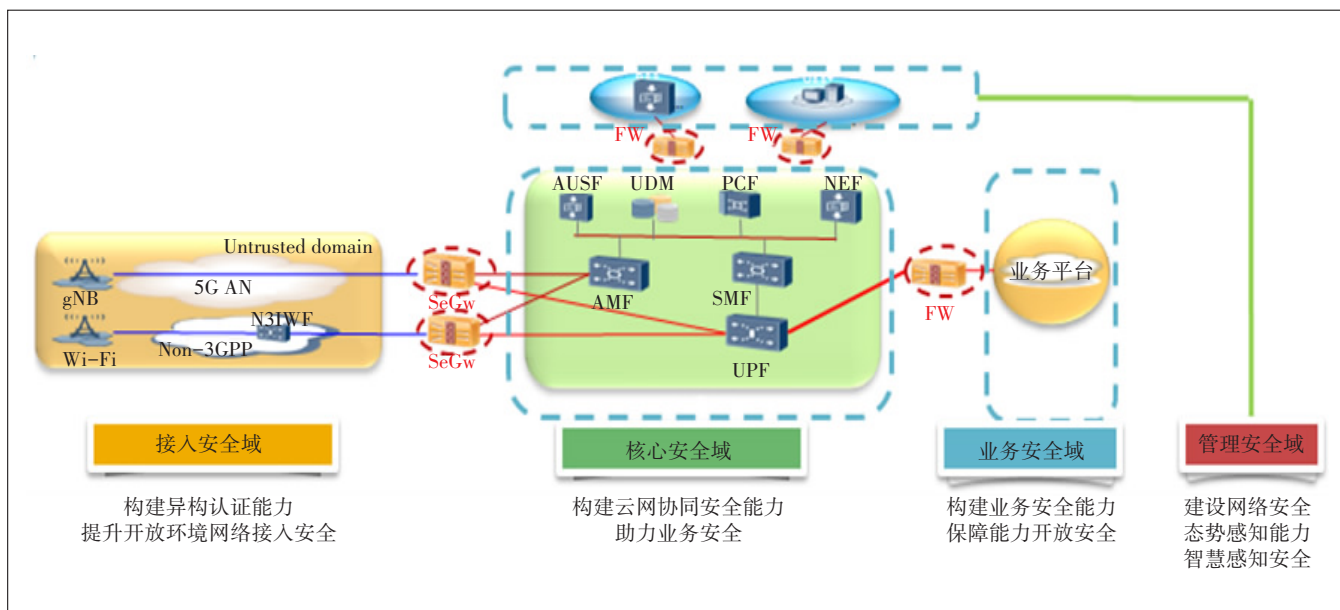 FW
FW
AUSF
UDM
PCF
NEF
Untrusted domain
gNB
5G AN
SeGw
AMF
SMF
FW
业务平台
N3IWF
Wi-Fi
Non-3GPP
SeGw
UPF
接入安全域
核心安全域
业务安全域
管理安全域
构建异构认证能力
提升开放环境网络接入安全
构建云网协同安全能力
助力业务安全
构建业务安全能力
保障能力开放安全
建设网络安全
态势感知能力
智慧感知安全